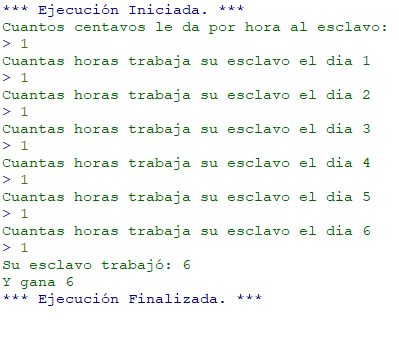 *** Ejecución Iniciada. ***
Cuantos centavos le da por hora al esclavo:
> 1
Cuantas horas trabaja su esclavo el dia 1
> 1
Cuantas horas trabaja su esclavo el dia 2
> 1
Cuantas horas trabaja su esclavo el dia 3
> 1
Cuantas horas trabaja su esclavo el dia 4
> 1
Cuantas horas trabaja su esclavo el dia 5
> 1
Cuantas horas trabaja su esclavo el dia 6
> 1
Su esclavo trabajó: 6
Y gana 6
*** Ejecución Finalizada. ***